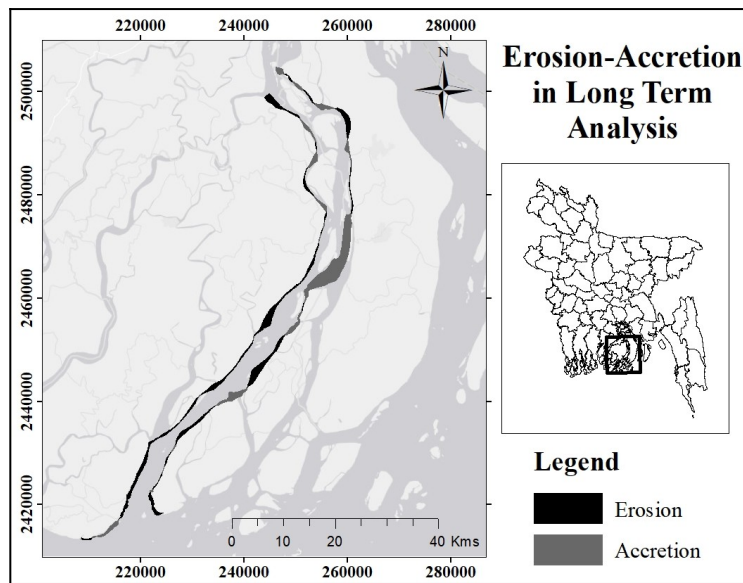 220000 240000 260000 280000
N
2500000
2480000
2460000
2440000
2420000
0 10 20 40 Kms
220000 240000 260000 280000
Erosion-Accretion
in Long Term
Analysis
Legend
Erosion
Accretion